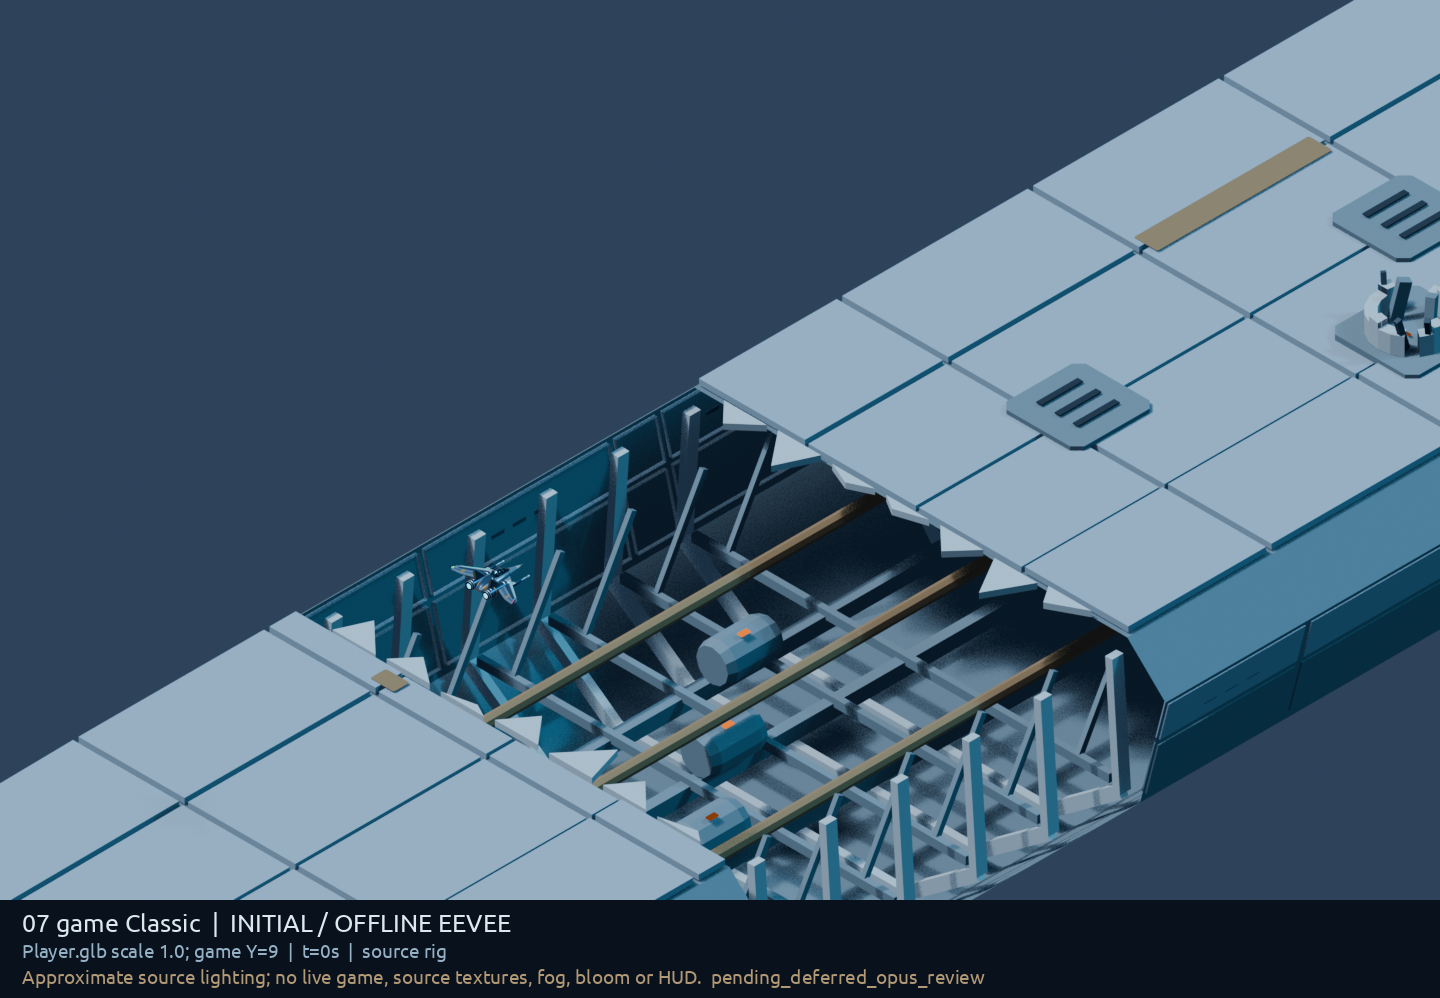 07 game Classic | INITIAL / OFFLINE EEVEE
Player.glb scale 1.0; game Y=9 | t=0s | source rig
Approximate source lighting; no live game, source textures, fog, bloom or HUD. pending_deferred_opus_review